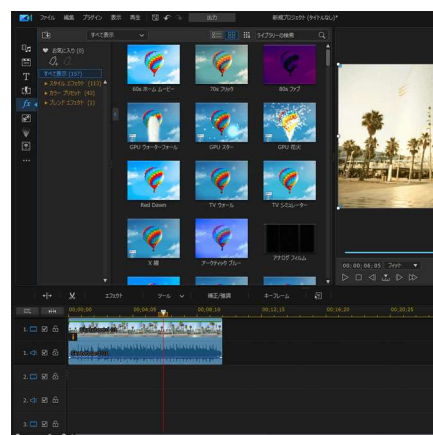 ファイル 編集 プラグイン 表示 再生 出力 新規プロジェクト (タイトルなし)*
すべて表示 ライブラリーの検索
お気に入り (0)
すべて表示 (157)
スタイル エフェクト (113)
カラー プリセット (43)
ブレンド エフェクト (1)
60s ホーム ムービー 70s フリック 80s ファブ
GPU ウォーターフォール GPU スター GPU 花火
Red Dawn TV ウォール TV シミュレーター
X 線 アークティック ブルー アナログ フィルム
T
fx
00;00;06;05 フィット
エフェクト ツール 補正/強調 キーフレーム
00;00;00 00;04;05 00;08;10 00;12;15 00;16;20 00;20;25
1.
1.
2.
2.
3.